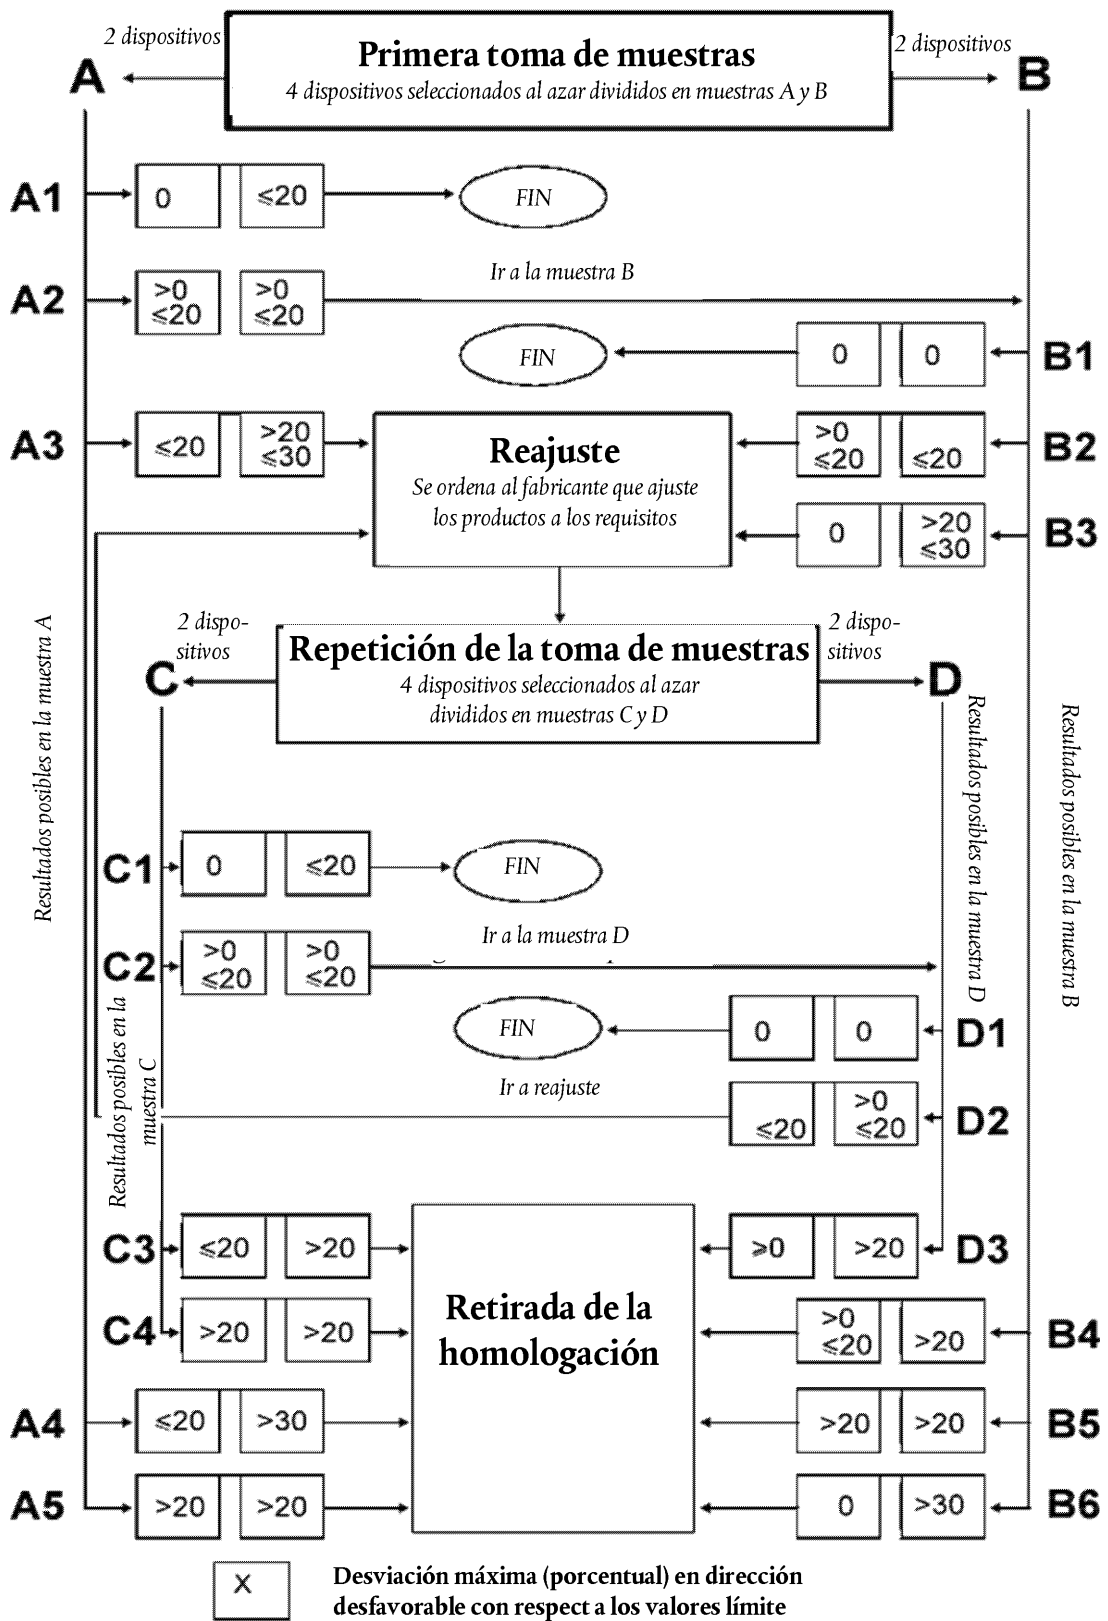 2 dispositivos
Primera toma de muestras
2 dispositivos
A
4 dispositivos seleccionados al azar divididos en muestras A y B
B
A1
0
≤20
FIN
Ir a la muestra B
A2
>0
≤20
>0
≤20
FIN
0
0
B1
A3
≤20
>20
≤30
Reajuste
Se ordena al fabricante que ajuste
los productos a los requisitos
>0
≤20
≤20
B2
0
>20
≤30
B3
2 dispo-
sitivos
Repetición de la toma de muestras
2 dispo-
sitivos
C
4 dispositivos seleccionados al azar
divididos en muestras C y D
D
Resultados posibles en la muestra A
Resultados posibles en la muestra D
Resultados posibles en la muestra B
C1
0
≤20
FIN
Ir a la muestra D
C2
>0
≤20
>0
≤20
Resultados posibles en la
muestra C
FIN
0
0
D1
Ir a reajuste
≤20
>0
≤20
D2
C3
≤20
>20
≥0
>20
D3
Retirada de la
homologación
C4
>20
>20
>0
≤20
>20
B4
A4
≤20
>30
>20
>20
B5
A5
>20
>20
0
>30
B6
X
Desviación máxima (porcentual) en dirección
desfavorable con respect a los valores límite